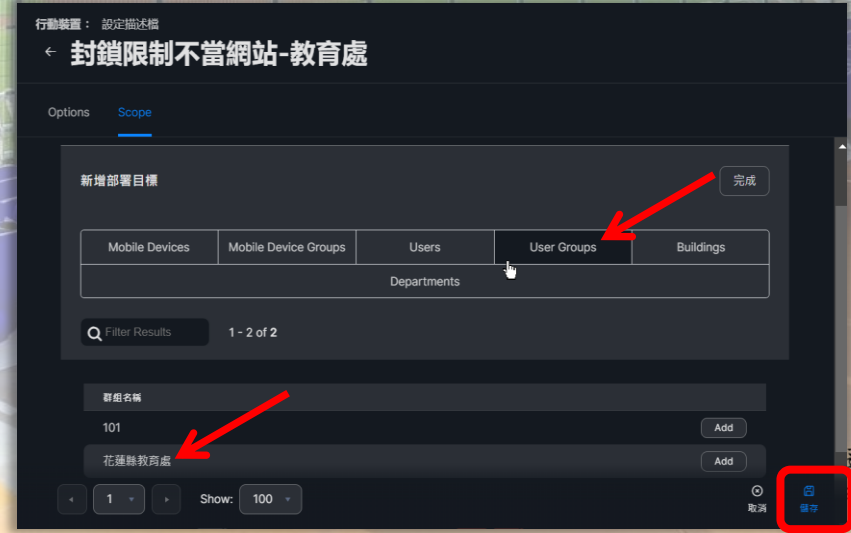 行動裝置： 設定描述檔
← 封鎖限制不當網站-教育處
Options Scope
新增部署目標 完成
Mobile Devices Mobile Device Groups Users User Groups Buildings
Departments
Filter Results 1 - 2 of 2
群組名稱
101 Add
花蓮縣教育處 Add
1 Show: 100
取消 儲存